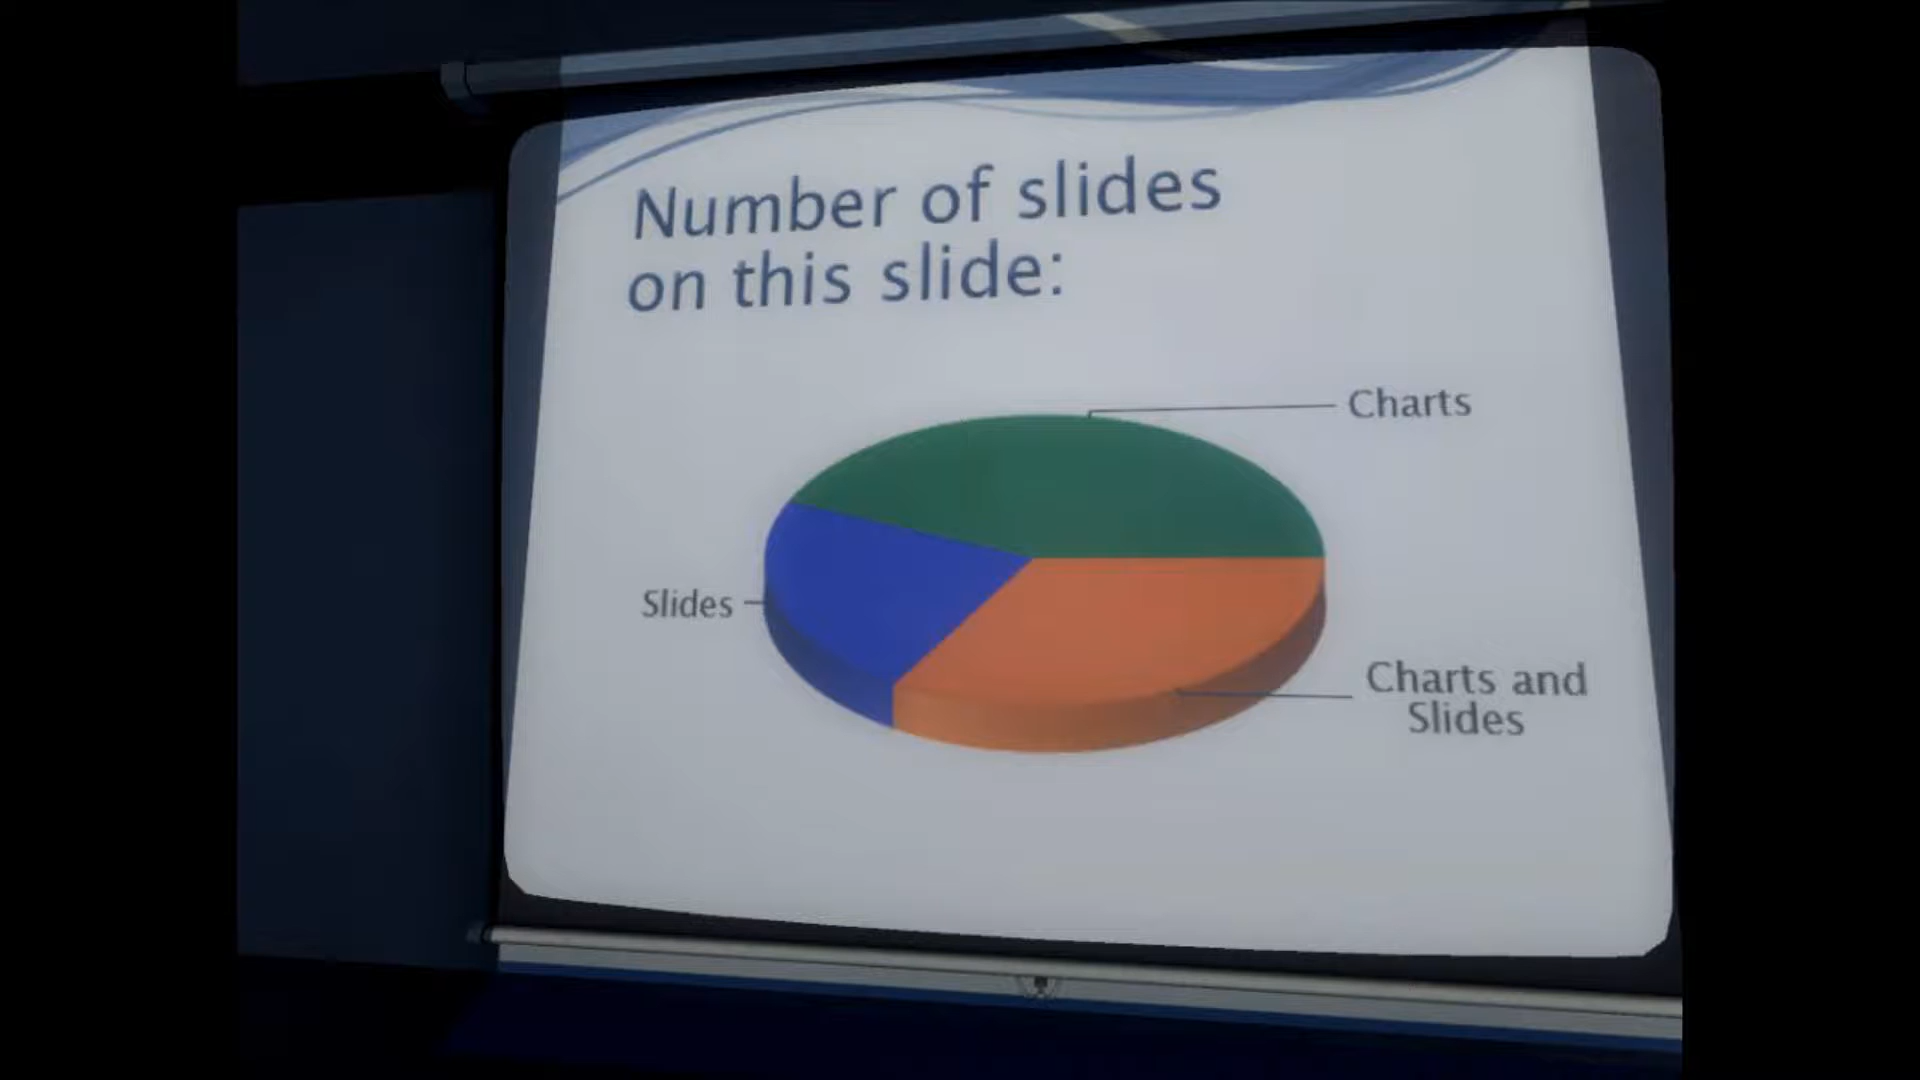 Number of slides
on this slide:
Charts
Slides
Charts and
Slides